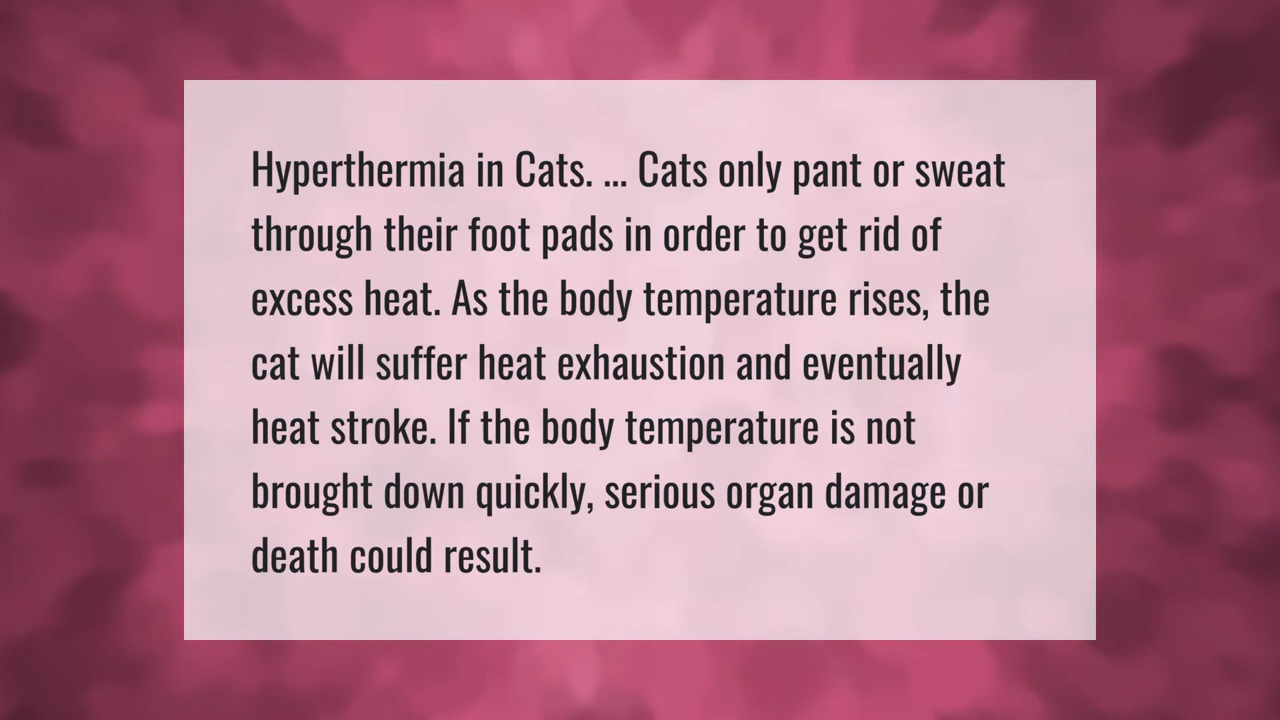 Hyperthermia in Cats. ... Cats only pant or sweat
through their foot pads in order to get rid of
excess heat. As the body temperature rises, the
cat will suffer heat exhaustion and eventually
heat stroke. If the body temperature is not
brought down quickly, serious organ damage or
death could result.